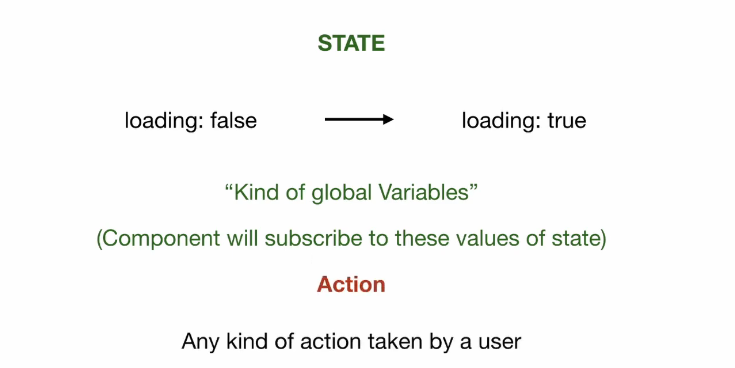 STATE
loading: false
loading: true
“Kind of global Variables”
(Component will subscribe to these values of state)
Action
Any kind of action taken by a user